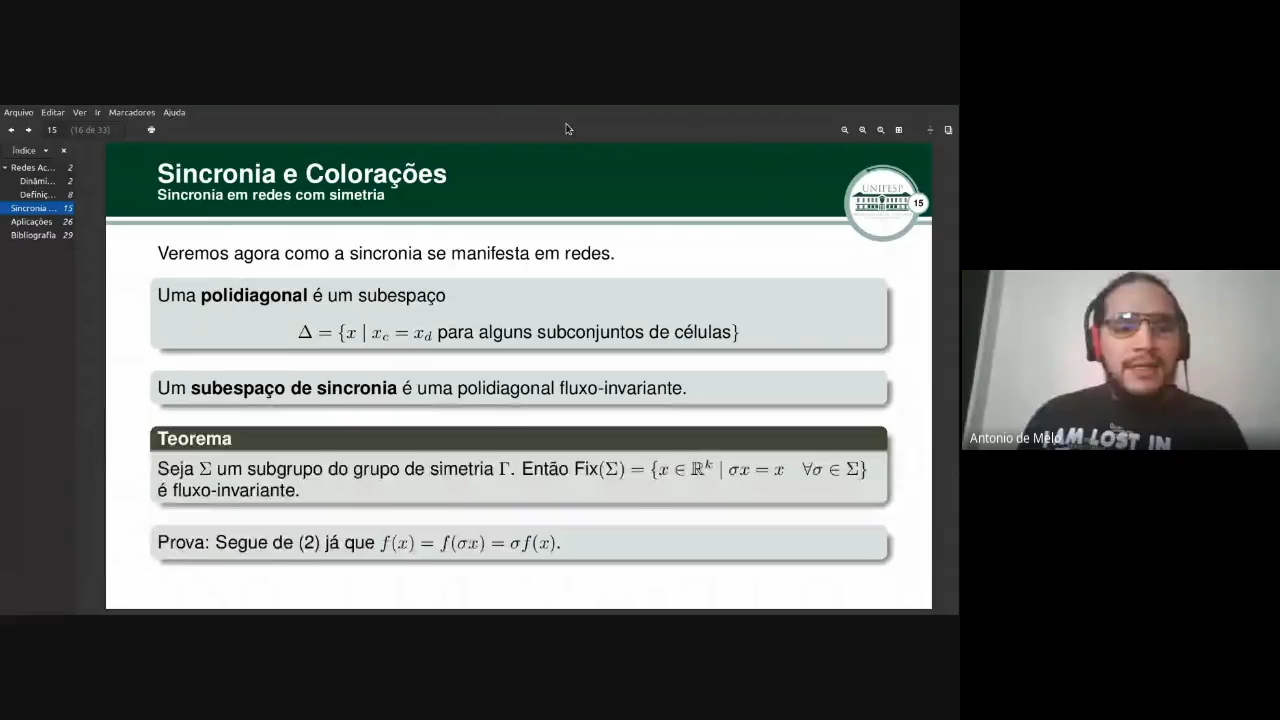 Arquivo Editar Ver Ir Marcadores Ajuda
15 (16 de 33)
Índice
Redes Ac... 2
Dinâmi... 2
Definiç... 8
Sincronia ... 15
Aplicações 26
Bibliografia 29
Sincronia e Colorações
Sincronia em redes com simetria
UNIFESP
15
Veremos agora como a sincronia se manifesta em redes.
Uma polidiagonal é um subespaço
Δ = {x | x_c = x_d para alguns subconjuntos de células}
Um subespaço de sincronia é uma polidiagonal fluxo-invariante.
Teorema
Seja Σ um subgrupo do grupo de simetria Γ. Então Fix(Σ) = {x ∈ ℝ^k | σx = x ∀σ ∈ Σ}
é fluxo-invariante.
Prova: Segue de (2) já que f(x) = f(σx) = σf(x).
Antonio de Melo
I AM LOST IN